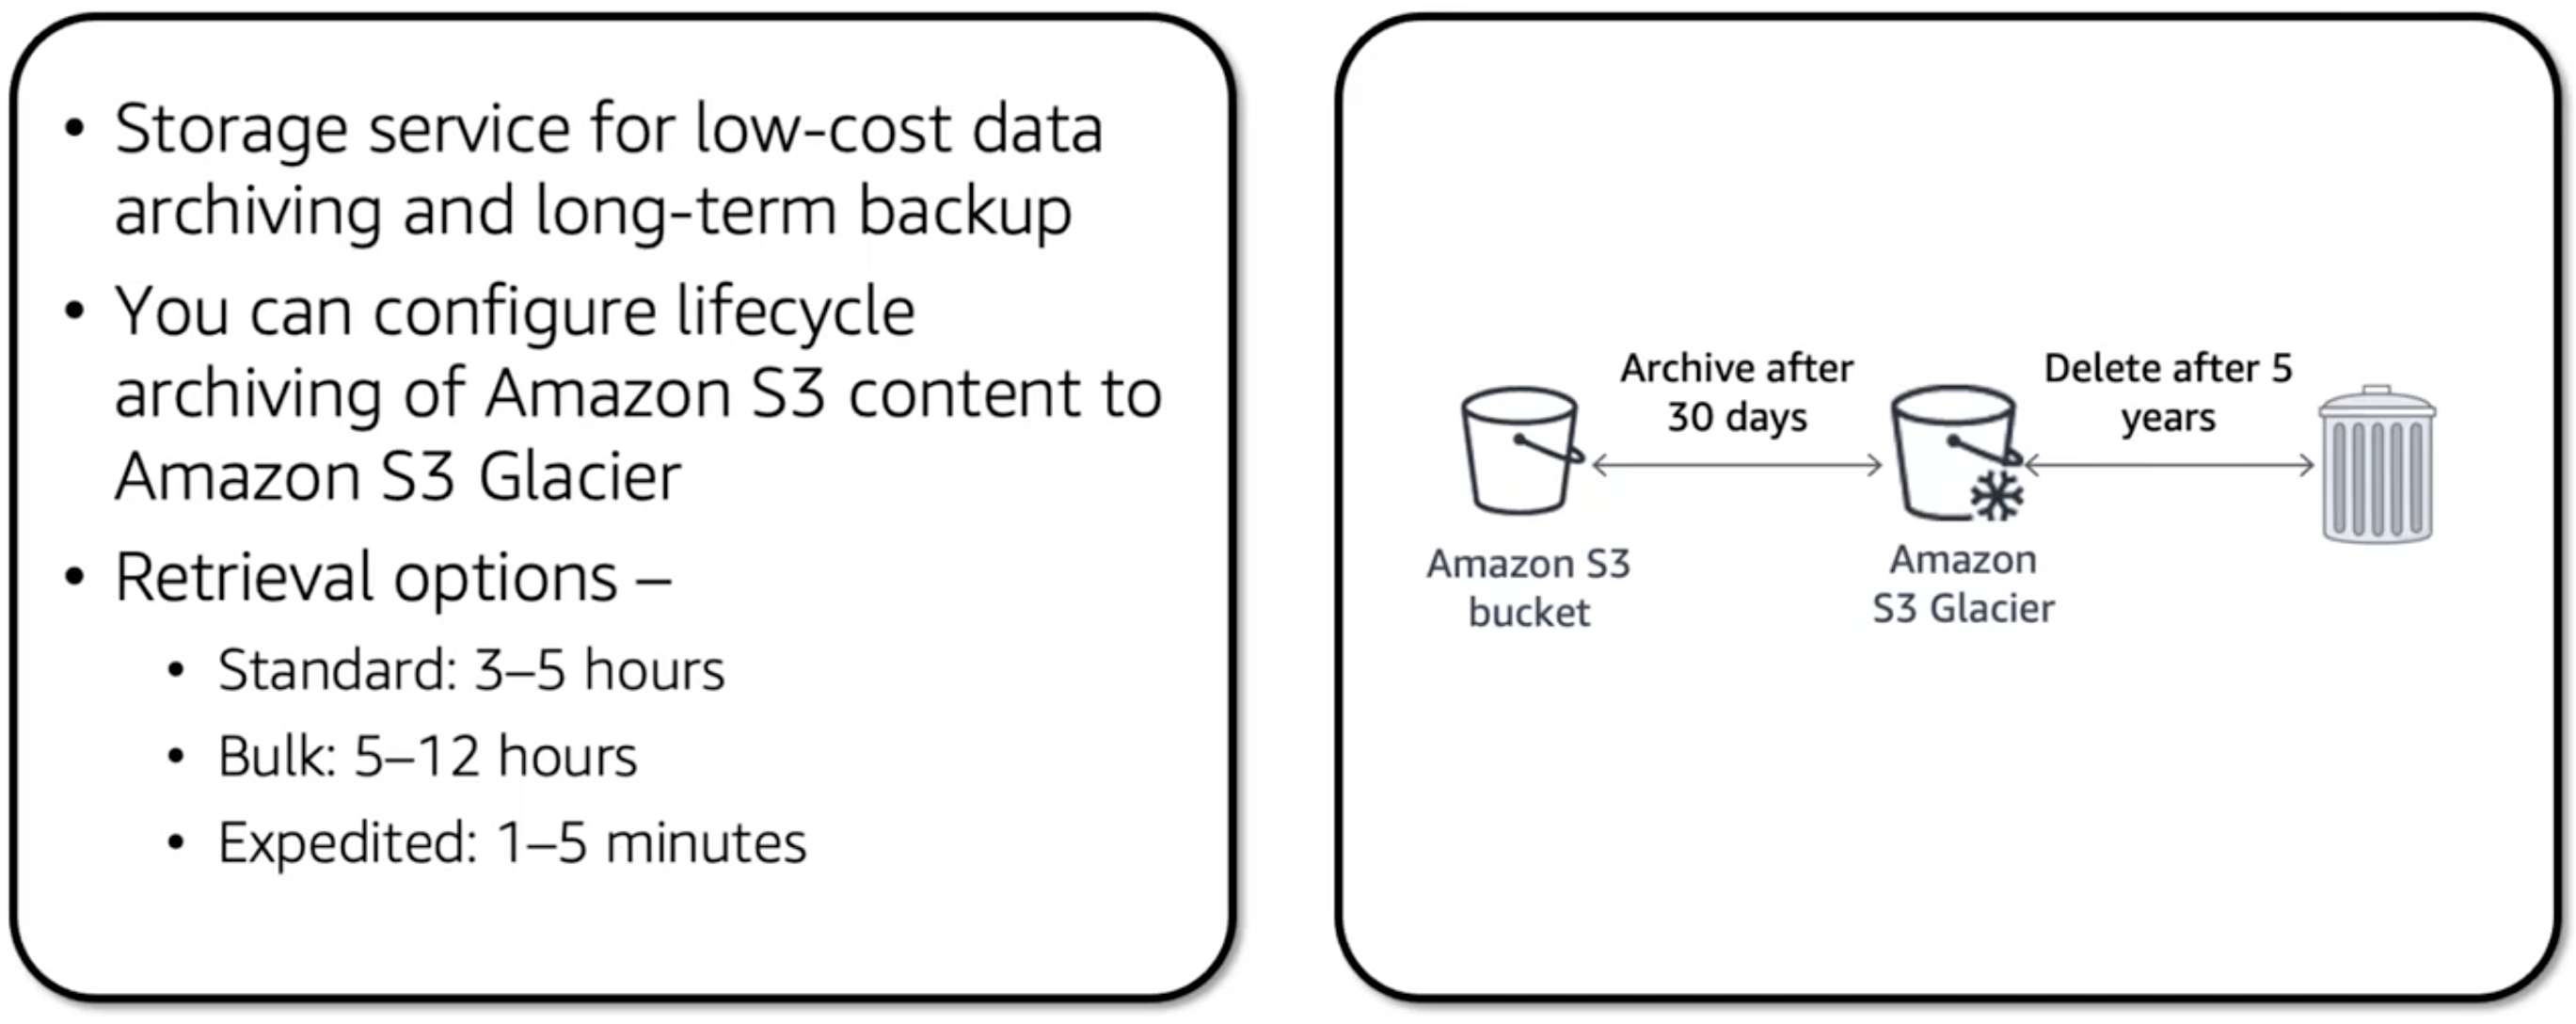 • Storage service for low-cost data
archiving and long-term backup
• You can configure lifecycle
archiving of Amazon S3 content to
Amazon S3 Glacier
• Retrieval options –
• Standard: 3–5 hours
• Bulk: 5–12 hours
• Expedited: 1–5 minutes
Archive after
30 days
Delete after 5
years
Amazon S3
bucket
Amazon
S3 Glacier